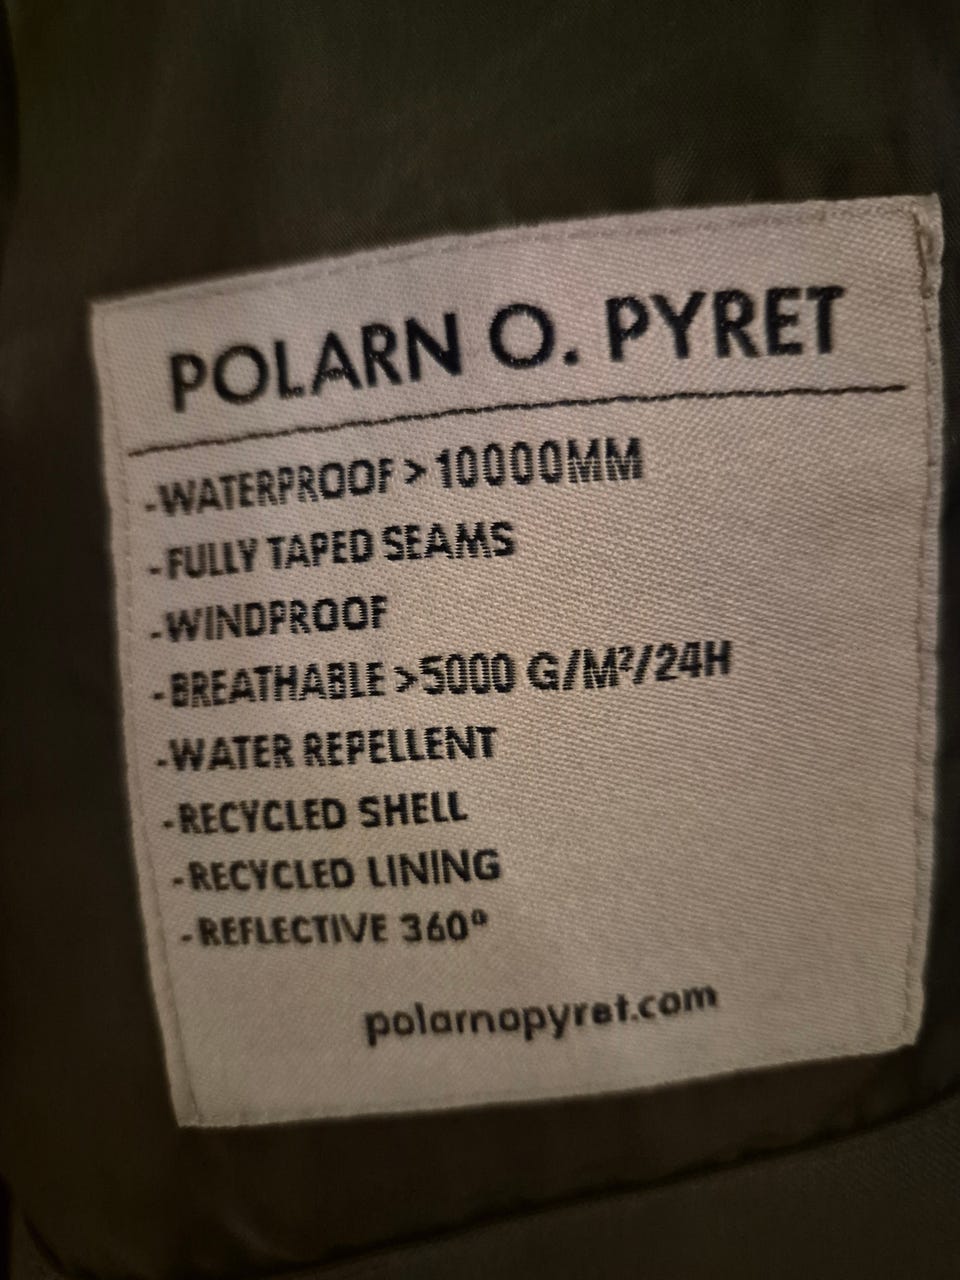 POLARN O. PYRET
-WATERPROOF > 10000MM
-FULLY TAPED SEAMS
-WINDPROOF
-BREATHABLE >5000 G/M²/24H
-WATER REPELLENT
-RECYCLED SHELL
-RECYCLED LINING
-REFLECTIVE 360º
polarnopyret.com